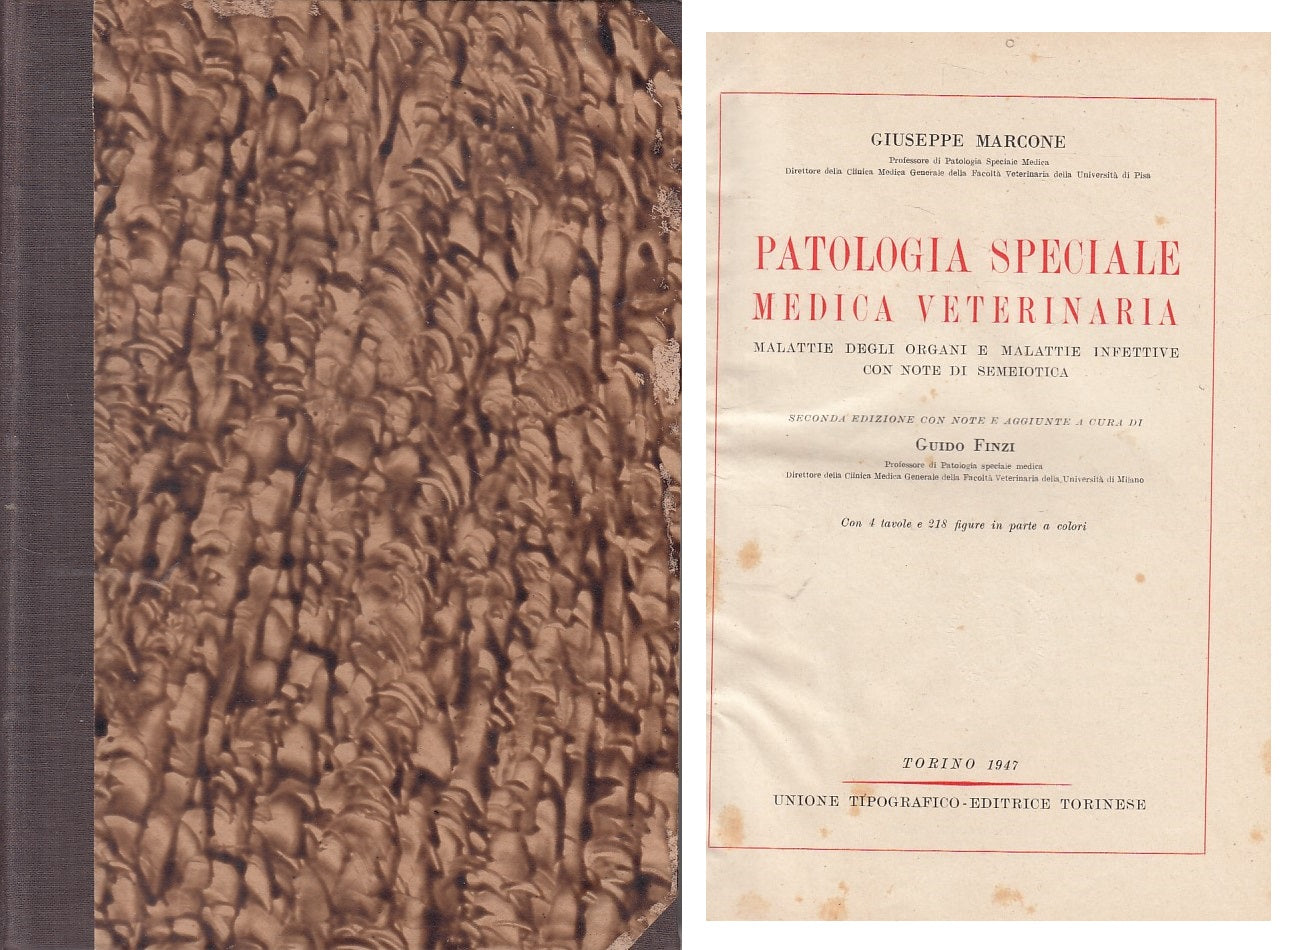 GIUSEPPE MARCONE
Professore di Patologia Speciale Medica
Direttore della Clinica Medica Generale della Facoltà Veterinaria della Università di Pisa
PATOLOGIA SPECIALE
MEDICA VETERINARIA
MALATTIE DEGLI ORGANI E MALATTIE INFETTIVE
CON NOTE DI SEMEIOTICA
SECONDA EDIZIONE CON NOTE E AGGIUNTE A CURA DI
GUIDO FINZI
Professore di Patologia speciale medica
Direttore della Clinica Medica Generale della Facoltà Veterinaria della Università di Milano
Con 4 tavole e 218 figure in parte a colori
TORINO 1947
UNIONE TIPOGRAFICO-EDITRICE TORINESE